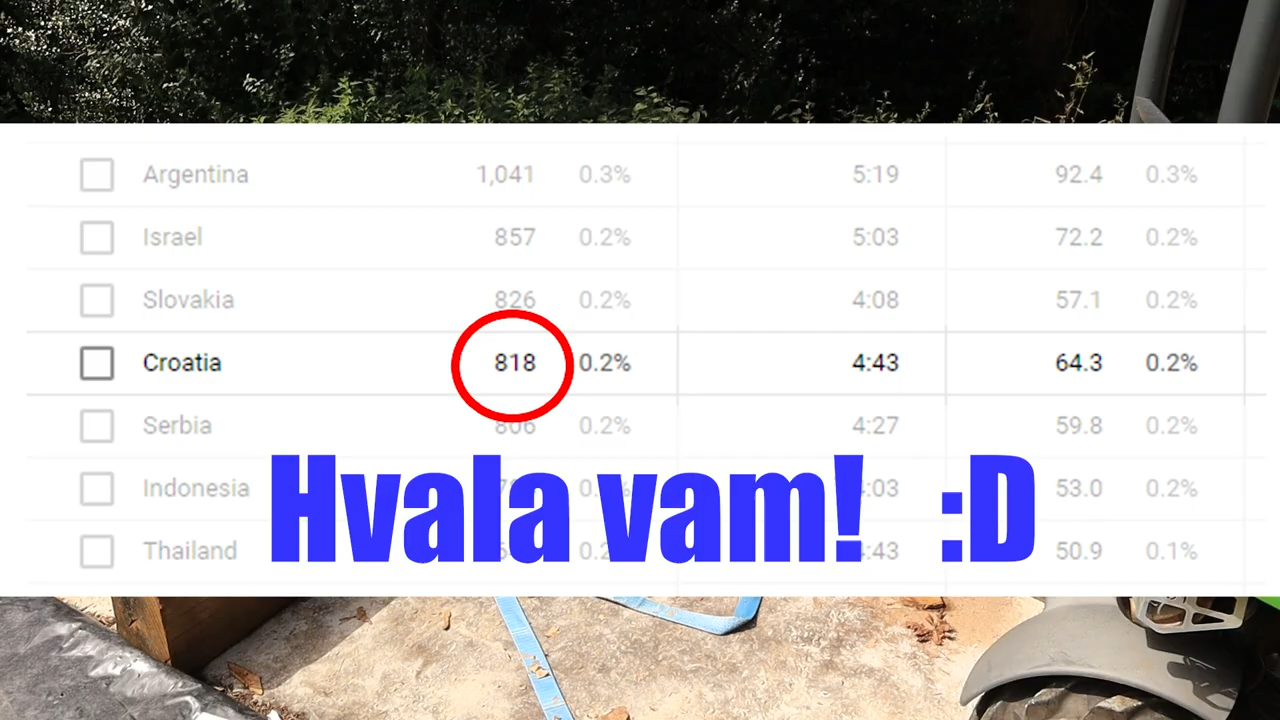 Argentina 1,041 0.3% 5:19 92.4 0.3%
Israel 857 0.2% 5:03 72.2 0.2%
Slovakia 826 0.2% 4:08 57.1 0.2%
Croatia 818 0.2% 4:43 64.3 0.2%
Serbia 806 0.2% 4:27 59.8 0.2%
Indonesia :03 53.0 0.2%
Hvala vam! :D
Thailand :43 50.9 0.1%